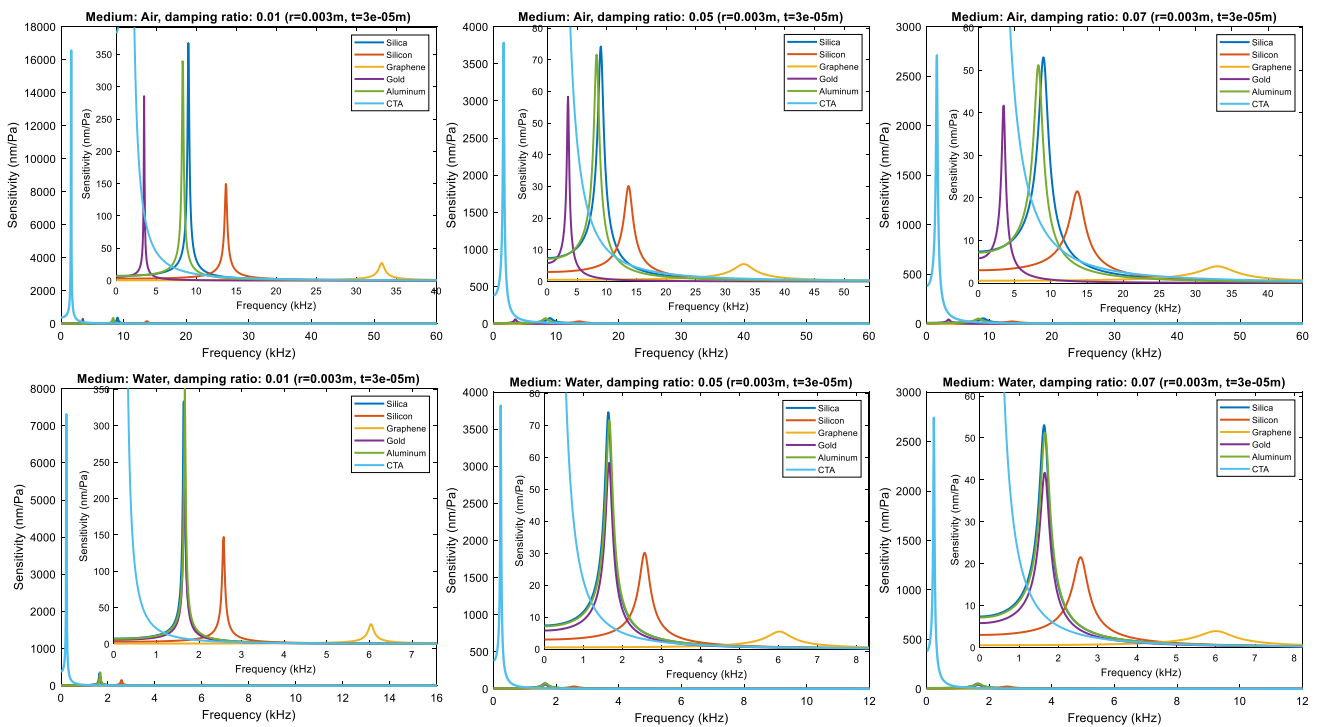 Medium: Air, damping ratio: 0.01 (r=0.003m, t=3e-05m)
Sensitivity (nm/Pa)
18000
16000
14000
12000
10000
8000
6000
4000
2000
0
0 10 20 30 40 50 60
Frequency (kHz)
Sensitivity (nm/Pa)
350
300
250
200
150
100
50
0
0 5 10 15 20 25 30 35 40
Frequency (kHz)
Silica
Silicon
Graphene
Gold
Aluminum
CTA
Medium: Air, damping ratio: 0.05 (r=0.003m, t=3e-05m)
Sensitivity (nm/Pa)
4000
3500
3000
2500
2000
1500
1000
500
0
0 10 20 30 40 50 60
Frequency (kHz)
Sensitivity (nm/Pa)
80
70
60
50
40
30
20
10
0
0 5 10 15 20 25 30 35 40 45 50
Frequency (kHz)
Silica
Silicon
Graphene
Gold
Aluminum
CTA
Medium: Air, damping ratio: 0.07 (r=0.003m, t=3e-05m)
Sensitivity (nm/Pa)
3000
2500
2000
1500
1000
500
0
0 10 20 30 40 50 60
Frequency (kHz)
Sensitivity (nm/Pa)
60
50
40
30
20
10
0
0 5 10 15 20 25 30 35 40
Frequency (kHz)
Silica
Silicon
Graphene
Gold
Aluminum
CTA
Medium: Water, damping ratio: 0.01 (r=0.003m, t=3e-05m)
Sensitivity (nm/Pa)
8000
7000
6000
5000
4000
3000
2000
1000
0
0 2 4 6 8 10 12 14 16
Frequency (kHz)
Sensitivity (nm/Pa)
350
300
250
200
150
100
50
0
0 1 2 3 4 5 6 7
Frequency (kHz)
Silica
Silicon
Graphene
Gold
Aluminum
CTA
Medium: Water, damping ratio: 0.05 (r=0.003m, t=3e-05m)
Sensitivity (nm/Pa)
4000
3500
3000
2500
2000
1500
1000
500
0
0 2 4 6 8 10 12
Frequency (kHz)
Sensitivity (nm/Pa)
80
70
60
50
40
30
20
10
0
0 1 2 3 4 5 6 7 8
Frequency (kHz)
Silica
Silicon
Graphene
Gold
Aluminum
CTA
Medium: Water, damping ratio: 0.07 (r=0.003m, t=3e-05m)
Sensitivity (nm/Pa)
3000
2500
2000
1500
1000
500
0
0 2 4 6 8 10 12
Frequency (kHz)
Sensitivity (nm/Pa)
60
50
40
30
20
10
0
0 1 2 3 4 5 6 7 8
Frequency (kHz)
Silica
Silicon
Graphene
Gold
Aluminum
CTA